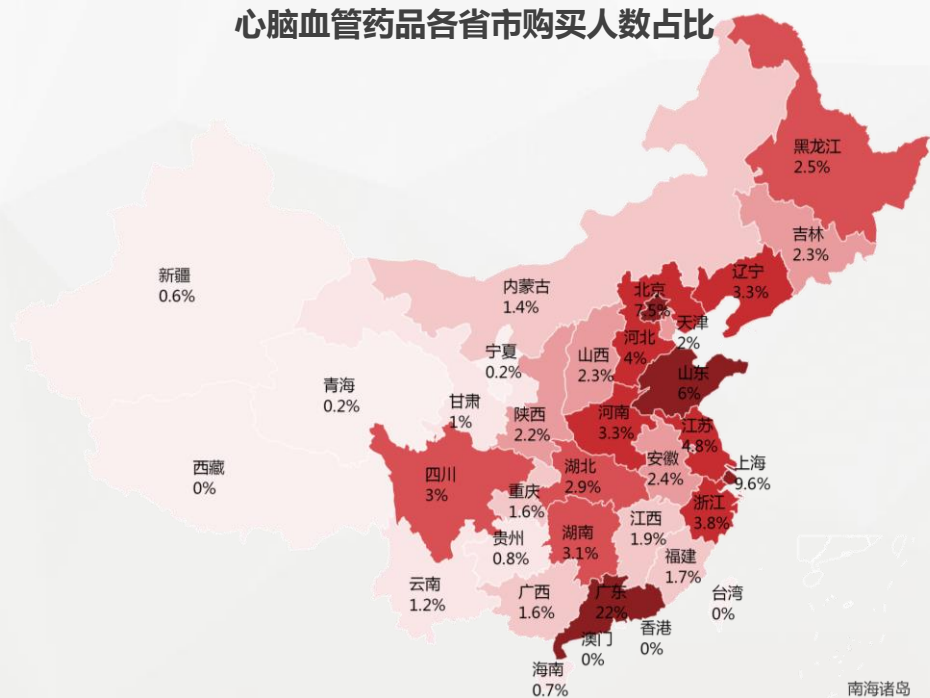 心脑血管药品各省市购买人数占比
黑龙江
2.5%
吉林
2.3%
辽宁
3.3%
新疆
0.6%
内蒙古
1.4%
北京
7.5%
天津
2%
河北
4%
宁夏
0.2%
山西
2.3%
山东
6%
青海
0.2%
甘肃
1%
陕西
2.2%
河南
3.3%
江苏
4.8%
西藏
0%
四川
3%
湖北
2.9%
安徽
2.4%
上海
9.6%
重庆
1.6%
浙江
3.8%
贵州
0.8%
湖南
3.1%
江西
1.9%
福建
1.7%
云南
1.2%
广西
1.6%
广东
22%
台湾
0%
香港
0%
澳门
0%
海南
0.7%
南海诸岛